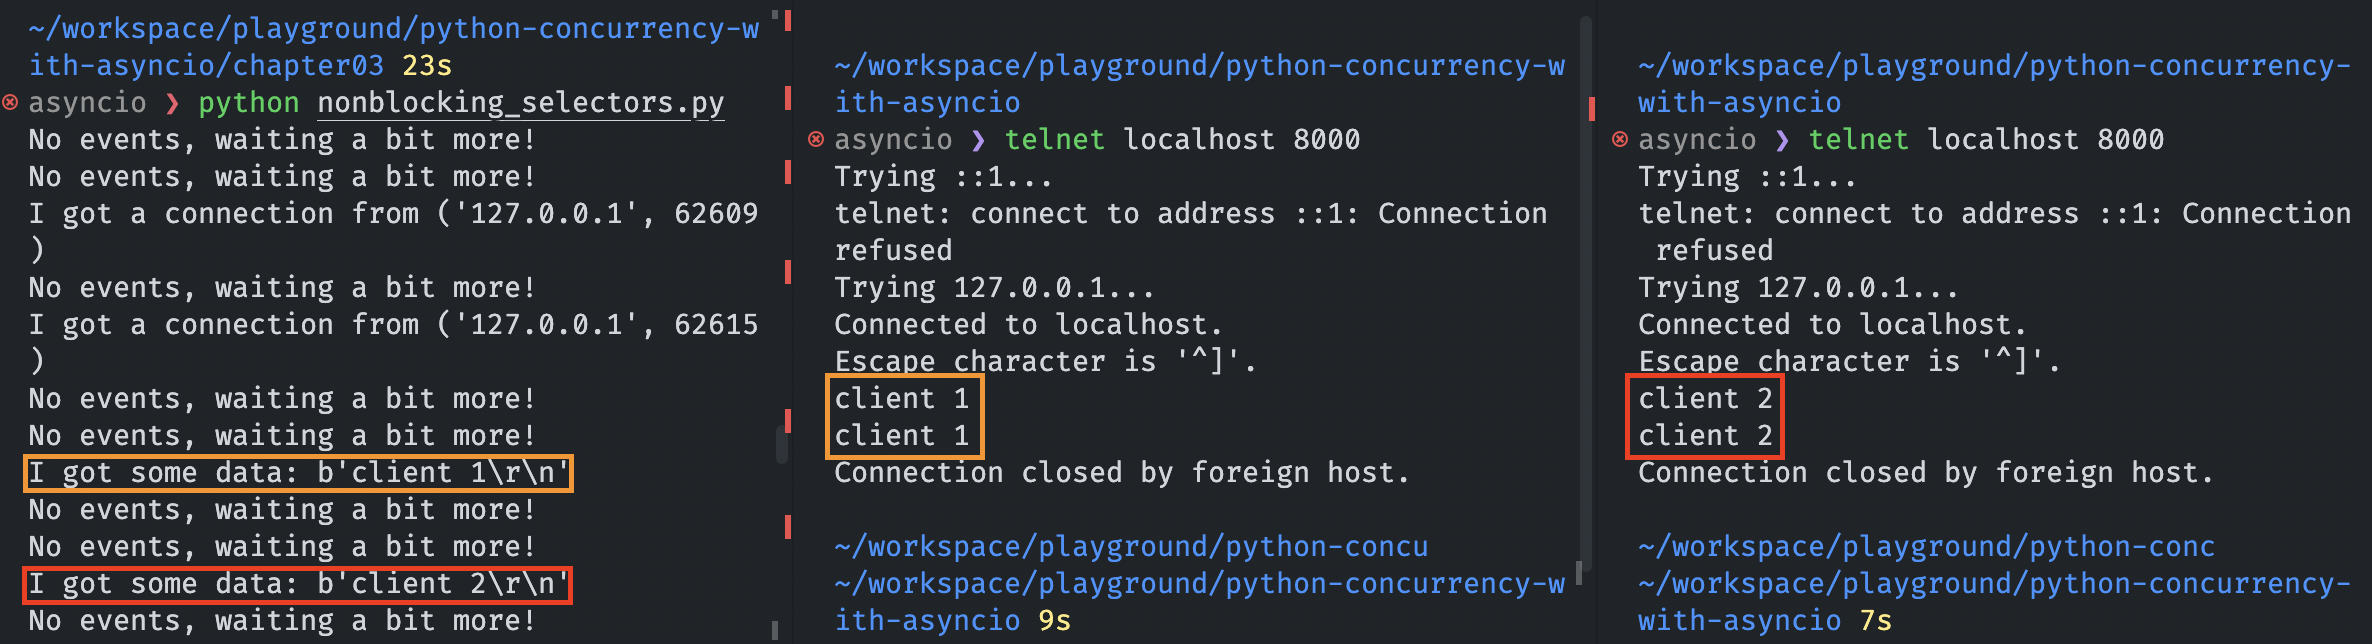 ~/workspace/playground/python-concurrency-w
ith-asyncio/chapter03 23s
asyncio ❯ python nonblocking_selectors.py
No events, waiting a bit more!
No events, waiting a bit more!
I got a connection from ('127.0.0.1', 62609
)
No events, waiting a bit more!
I got a connection from ('127.0.0.1', 62615
)
No events, waiting a bit more!
No events, waiting a bit more!
I got some data: b'client 1\r\n'
No events, waiting a bit more!
No events, waiting a bit more!
I got some data: b'client 2\r\n'
No events, waiting a bit more!
~/workspace/playground/python-concurrency-w
ith-asyncio
asyncio ❯ telnet localhost 8000
Trying ::1...
telnet: connect to address ::1: Connection
refused
Trying 127.0.0.1...
Connected to localhost.
Escape character is '^]'.
client 1
client 1
Connection closed by foreign host.
~/workspace/playground/python-concu
~/workspace/playground/python-concurrency-w
ith-asyncio 9s
~/workspace/playground/python-concurrency-
with-asyncio
asyncio ❯ telnet localhost 8000
Trying ::1...
telnet: connect to address ::1: Connection
refused
Trying 127.0.0.1...
Connected to localhost.
Escape character is '^]'.
client 2
client 2
Connection closed by foreign host.
~/workspace/playground/python-conc
~/workspace/playground/python-concurrency-
with-asyncio 7s